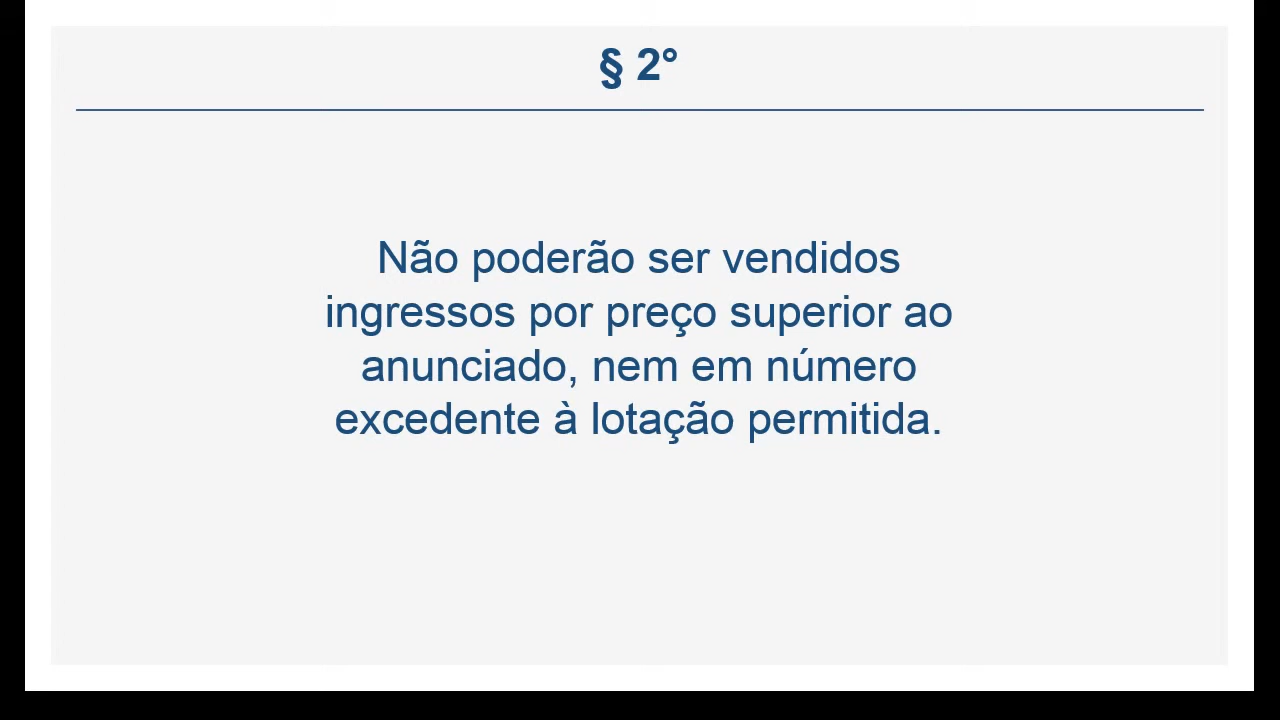 § 2°
Não poderão ser vendidos
ingressos por preço superior ao
anunciado, nem em número
excedente à lotação permitida.